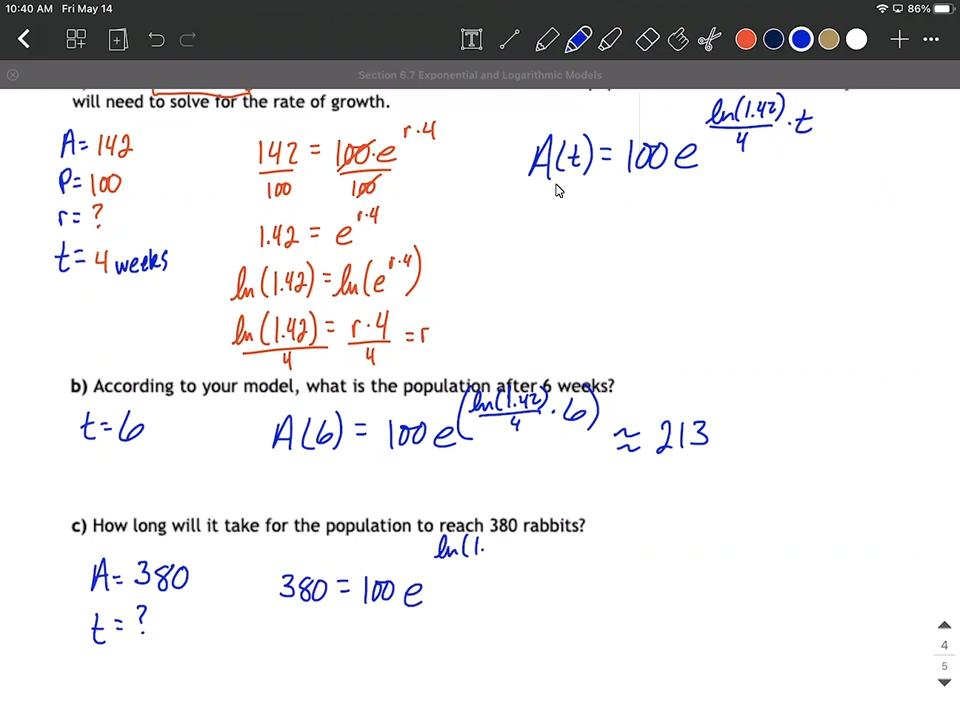 10:40 AM Fri May 14
86%
Section 6.7 Exponential and Logarithmic Models
will need to solve for the rate of growth.
A = 142
P = 100
r = ?
t = 4 weeks
142/100 = 100·e^(r·4)/100
1.42 = e^(r·4)
ln(1.42) = ln(e^(r·4))
ln(1.42)/4 = r·4/4 = r
A(t) = 100e^(ln(1.42)/4 · t)
b) According to your model, what is the population after 6 weeks?
t = 6
A(6) = 100e^(ln(1.42)/4 · 6) ≈ 213
c) How long will it take for the population to reach 380 rabbits?
A = 380
t = ?
380 = 100e^ln(1.
4
5